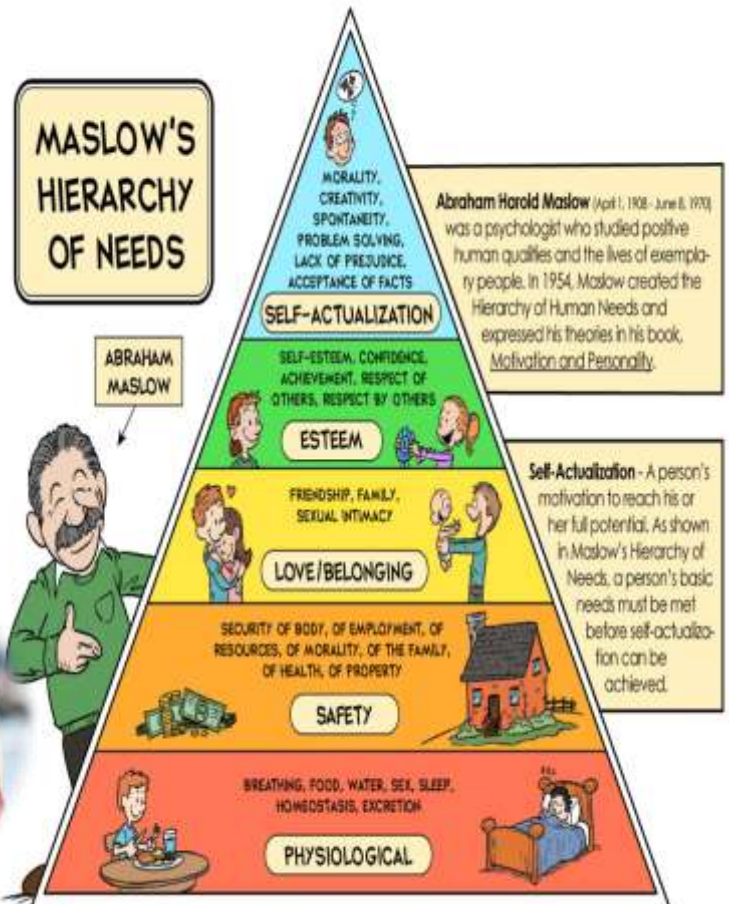 MASLOW'S
HIERARCHY
OF NEEDS
ABRAHAM
MASLOW
MORALITY,
CREATIVITY,
SPONTANEITY,
PROBLEM SOLVING,
LACK OF PREJUDICE,
ACCEPTANCE OF FACTS
SELF-ACTUALIZATION
SELF-ESTEEM, CONFIDENCE,
ACHIEVEMENT, RESPECT OF
OTHERS, RESPECT BY OTHERS
ESTEEM
FRIENDSHIP, FAMILY,
SEXUAL INTIMACY
LOVE/BELONGING
SECURITY OF BODY, OF EMPLOYMENT, OF
RESOURCES, OF MORALITY, OF THE FAMILY,
OF HEALTH, OF PROPERTY
SAFETY
BREATHING, FOOD, WATER, SEX, SLEEP,
HOMEOSTASIS, EXCRETION
PHYSIOLOGICAL
Abraham Harold Maslow (April 1, 1908 - June 8, 1970)
was a psychologist who studied positive
human qualities and the lives of exempla-
ry people. In 1954, Maslow created the
Hierarchy of Human Needs and
expressed his theories in his book,
Motivation and Personality.
Self-Actualization - A person's
motivation to reach his or
her full potential. As shown
in Maslow's Hierarchy of
Needs, a person's basic
needs must be met
before self-actualiza-
tion can be
achieved.